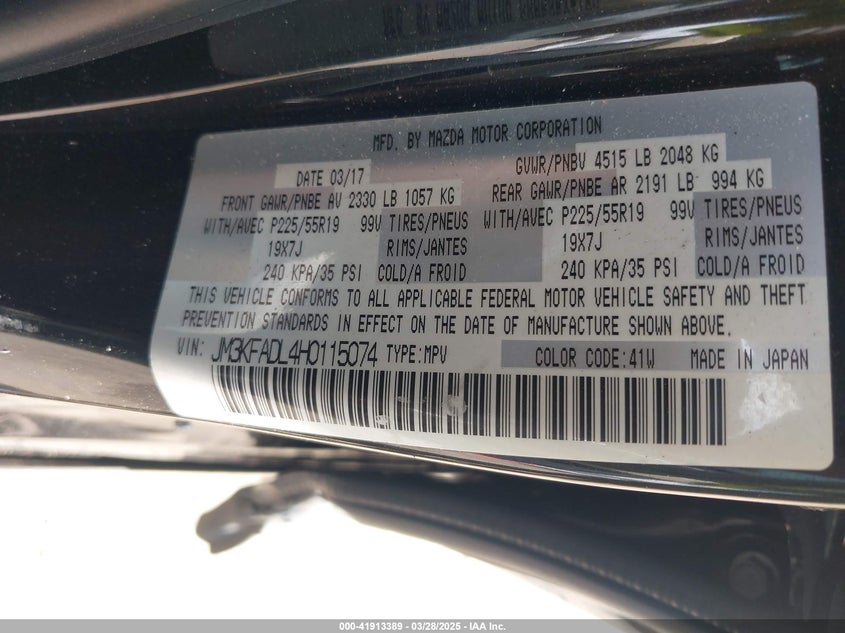 MFD. BY MAZDA MOTOR CORPORATION
DATE 03/17 GVWR/PNBV 4515 LB 2048 KG
FRONT GAWR/PNBE AV 2330 LB 1057 KG REAR GAWR/PNBE AR 2191 LB 994 KG
WITH/AVEC P225/55R19 99V TIRES/PNEUS WITH/AVEC P225/55R19 99V TIRES/PNEUS
19X7J RIMS/JANTES 19X7J RIMS/JANTES
240 KPA/35 PSI COLD/A FROID 240 KPA/35 PSI COLD/A FROID
THIS VEHICLE CONFORMS TO ALL APPLICABLE FEDERAL MOTOR VEHICLE SAFETY AND THEFT
PREVENTION STANDARDS IN EFFECT ON THE DATE OF MANUFACTURE SHOWN ABOVE.
VIN: JM3KFADL4H0115074 TYPE:MPV COLOR CODE:41W MADE IN JAPAN
000-41913389 - 03/28/2025 - IAA Inc.